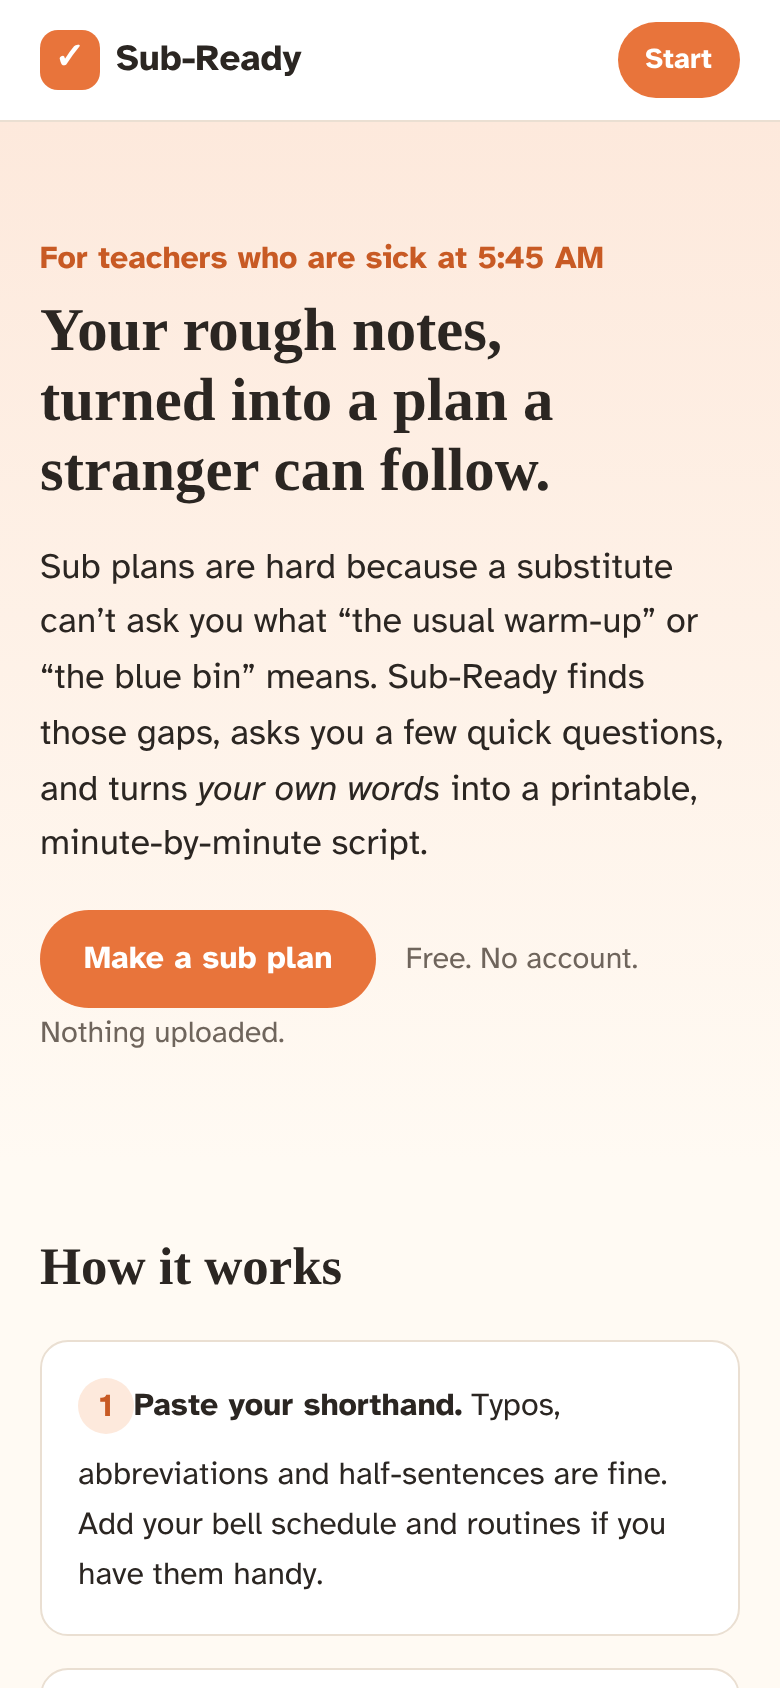 ✓ Sub-Ready
Start
For teachers who are sick at 5:45 AM
Your rough notes,
turned into a plan a
stranger can follow.
Sub plans are hard because a substitute
can’t ask you what “the usual warm-up” or
“the blue bin” means. Sub-Ready finds
those gaps, asks you a few quick questions,
and turns your own words into a printable,
minute-by-minute script.
Make a sub plan
Free. No account.
Nothing uploaded.
How it works
1 Paste your shorthand. Typos,
abbreviations and half-sentences are fine.
Add your bell schedule and routines if you
have them handy.